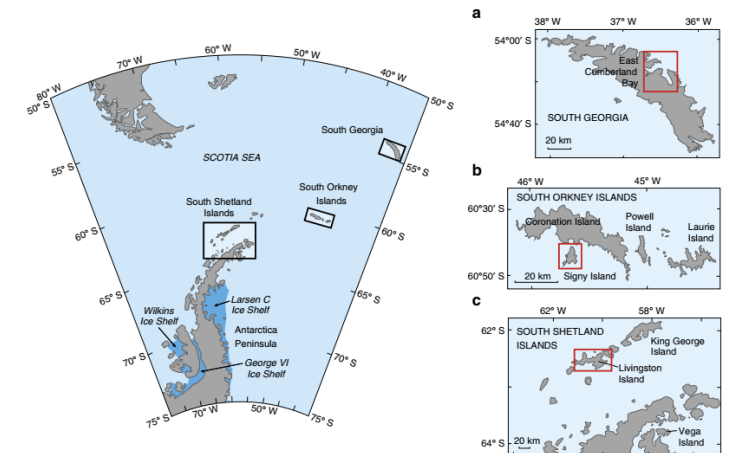 a
38° W 37° W 36° W
54°00′ S
East
Cumberland
Bay
SOUTH GEORGIA
54°40′ S
20 km
80° W
70° W
60° W
50° W
40° W
50° S
50° S
South Georgia
SCOTIA SEA
55° S
55° S
South Orkney
Islands
South Shetland
Islands
60° S
60° S
65° S
65° S
Larsen C
Ice Shelf
Wilkins
Ice Shelf
Antarctica
Peninsula
George VI
Ice Shelf
70° S
70° S
75° S
70° W
50° W
75° S
b
46° W 45° W
60°30′ S
SOUTH ORKNEY ISLANDS
Coronation Island
Powell
Island
Laurie
Island
60°50′ S
20 km
Signy Island
c
62° W 58° W
62° S
SOUTH SHETLAND
ISLANDS
King George
Island
Livingston
Island
Vega
Island
64° S
20 km